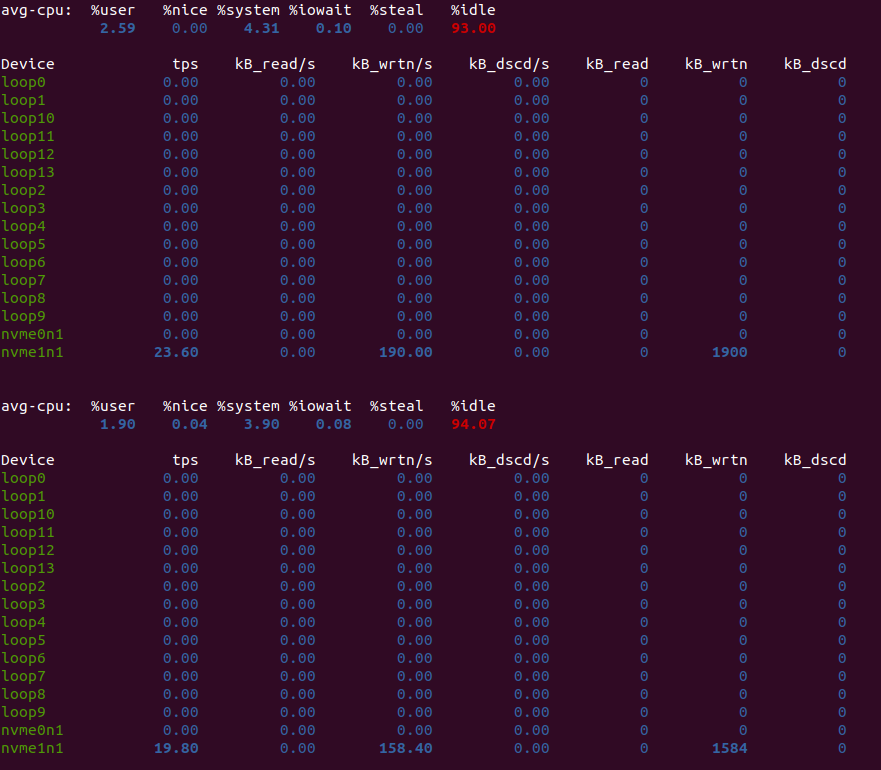 avg-cpu: %user %nice %system %iowait %steal %idle
2.59 0.00 4.31 0.10 0.00 93.00
Device tps kB_read/s kB_wrtn/s kB_dscd/s kB_read kB_wrtn kB_dscd
loop0 0.00 0.00 0.00 0.00 0 0 0
loop1 0.00 0.00 0.00 0.00 0 0 0
loop10 0.00 0.00 0.00 0.00 0 0 0
loop11 0.00 0.00 0.00 0.00 0 0 0
loop12 0.00 0.00 0.00 0.00 0 0 0
loop13 0.00 0.00 0.00 0.00 0 0 0
loop2 0.00 0.00 0.00 0.00 0 0 0
loop3 0.00 0.00 0.00 0.00 0 0 0
loop4 0.00 0.00 0.00 0.00 0 0 0
loop5 0.00 0.00 0.00 0.00 0 0 0
loop6 0.00 0.00 0.00 0.00 0 0 0
loop7 0.00 0.00 0.00 0.00 0 0 0
loop8 0.00 0.00 0.00 0.00 0 0 0
loop9 0.00 0.00 0.00 0.00 0 0 0
nvme0n1 0.00 0.00 0.00 0.00 0 0 0
nvme1n1 23.60 0.00 190.00 0.00 0 1900 0
avg-cpu: %user %nice %system %iowait %steal %idle
1.90 0.04 3.90 0.08 0.00 94.07
Device tps kB_read/s kB_wrtn/s kB_dscd/s kB_read kB_wrtn kB_dscd
loop0 0.00 0.00 0.00 0.00 0 0 0
loop1 0.00 0.00 0.00 0.00 0 0 0
loop10 0.00 0.00 0.00 0.00 0 0 0
loop11 0.00 0.00 0.00 0.00 0 0 0
loop12 0.00 0.00 0.00 0.00 0 0 0
loop13 0.00 0.00 0.00 0.00 0 0 0
loop2 0.00 0.00 0.00 0.00 0 0 0
loop3 0.00 0.00 0.00 0.00 0 0 0
loop4 0.00 0.00 0.00 0.00 0 0 0
loop5 0.00 0.00 0.00 0.00 0 0 0
loop6 0.00 0.00 0.00 0.00 0 0 0
loop7 0.00 0.00 0.00 0.00 0 0 0
loop8 0.00 0.00 0.00 0.00 0 0 0
loop9 0.00 0.00 0.00 0.00 0 0 0
nvme0n1 0.00 0.00 0.00 0.00 0 0 0
nvme1n1 19.80 0.00 158.40 0.00 0 1584 0